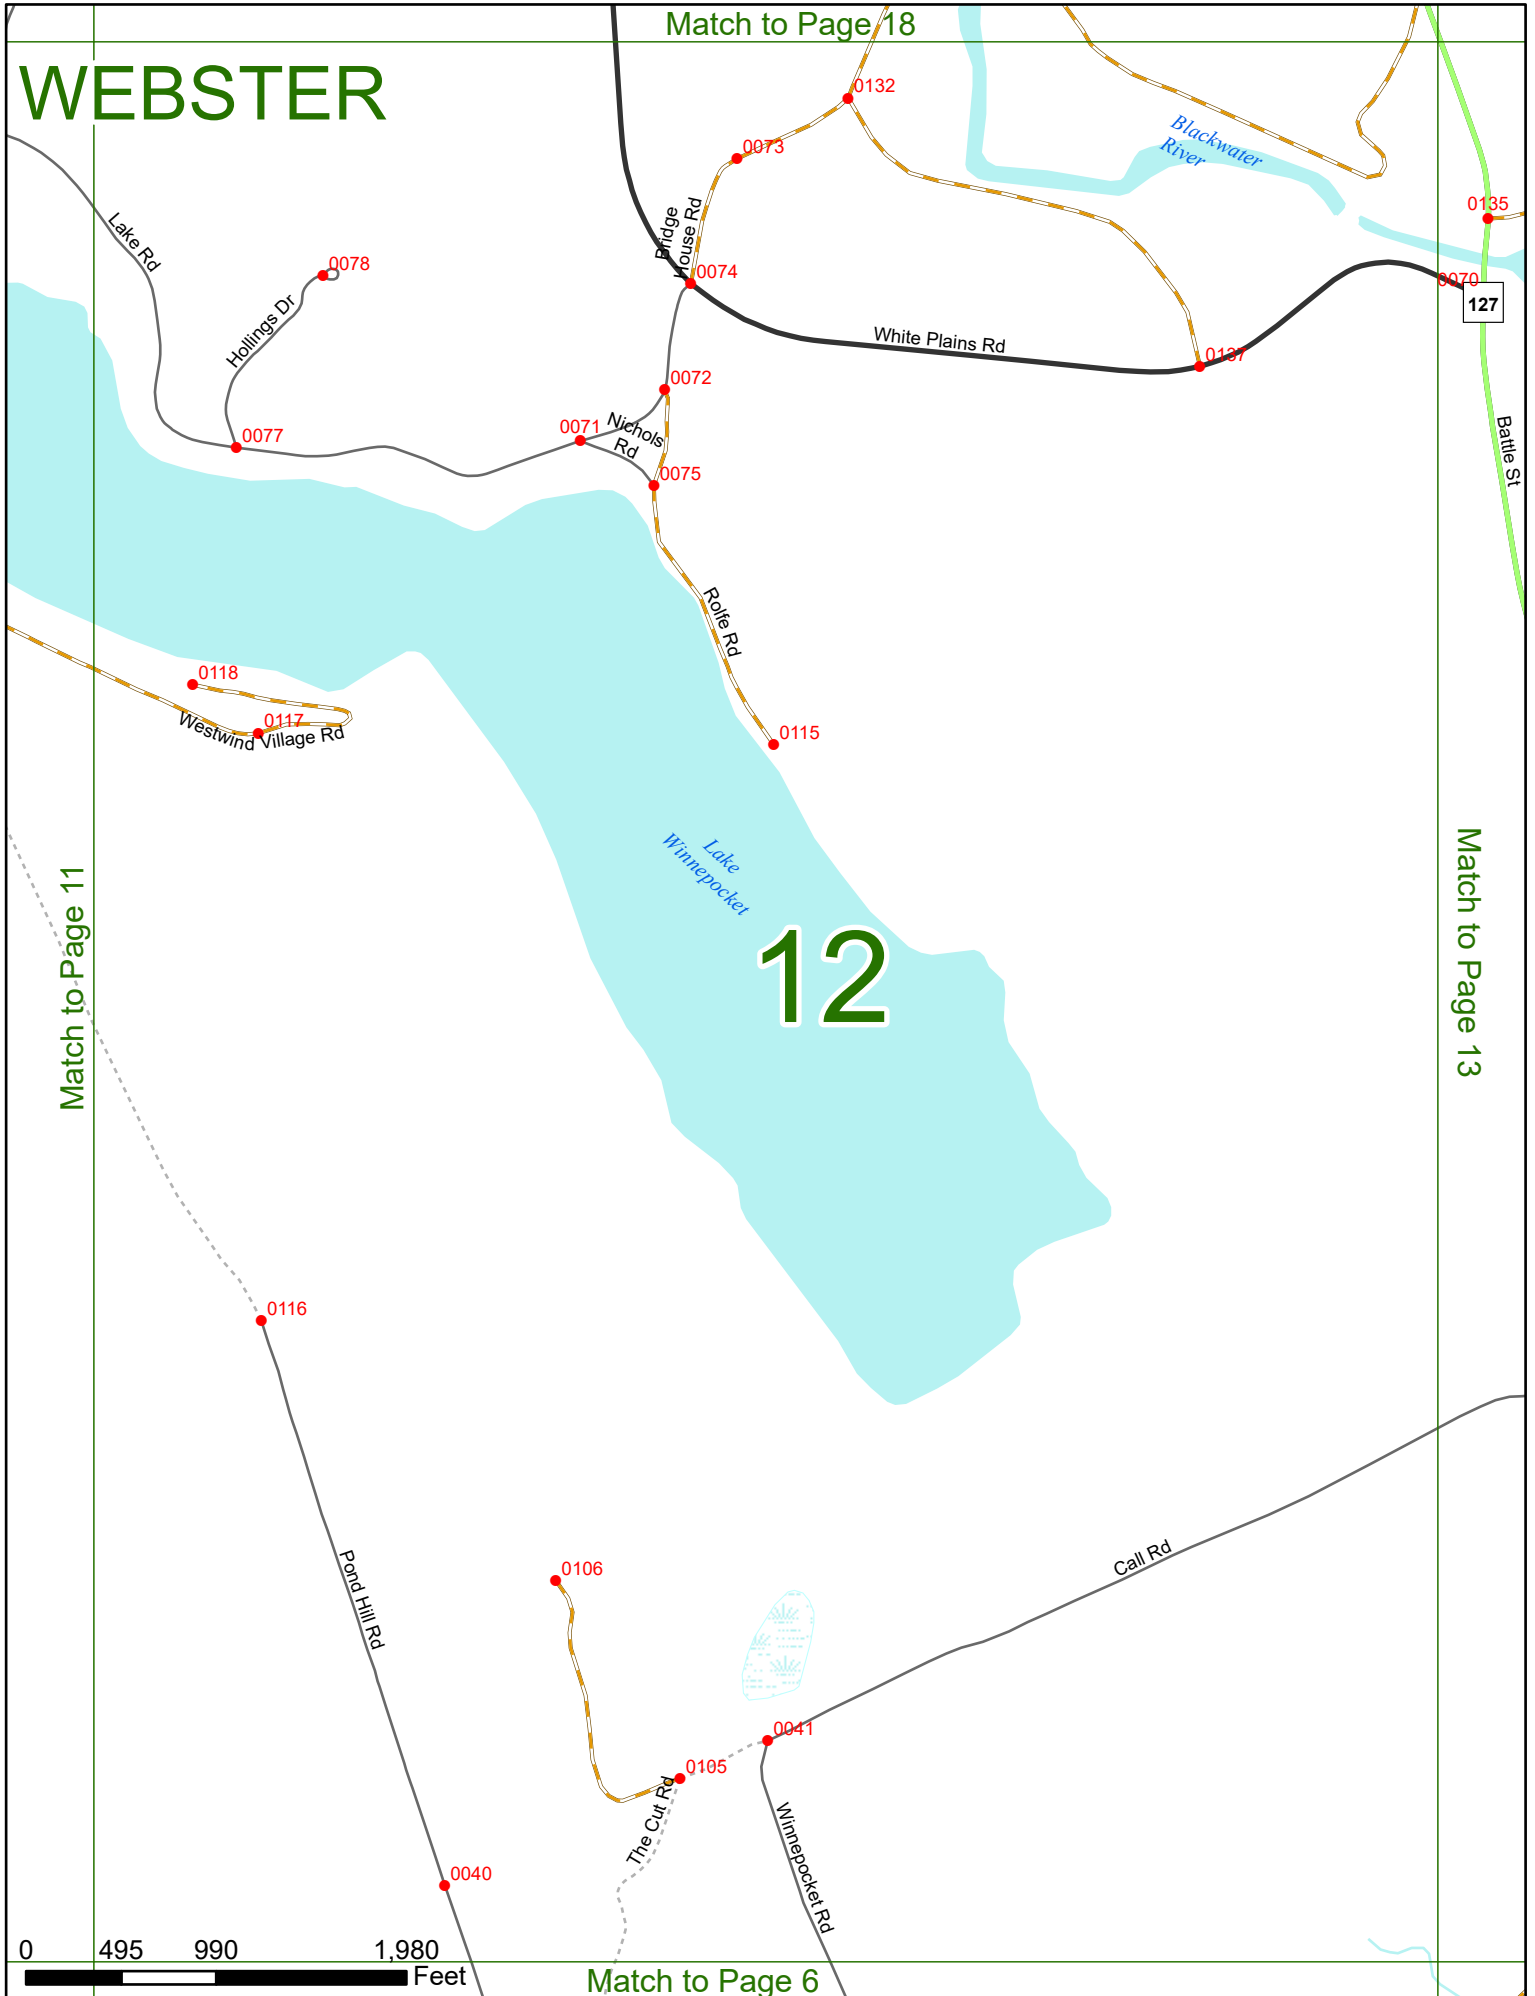 Match to Page 18
WEBSTER
0132
0073
Blackwater
River
0135
Lake Rd
Bridge
House Rd
0078
0074
0070
127
Hollings Dr
White Plains Rd
0137
0072
0071
Nichols
Rd
0077
Battle St
0075
Rolfe Rd
0118
0117
Westwind Village Rd
0115
Lake
Winnepocket
12
Match to Page 11
Match to Page 13
0116
Pond Hill Rd
0106
Call Rd
0041
0105
The Cut Rd
Winnepocket Rd
0040
0 495 990 1,980
Feet
Match to Page 6